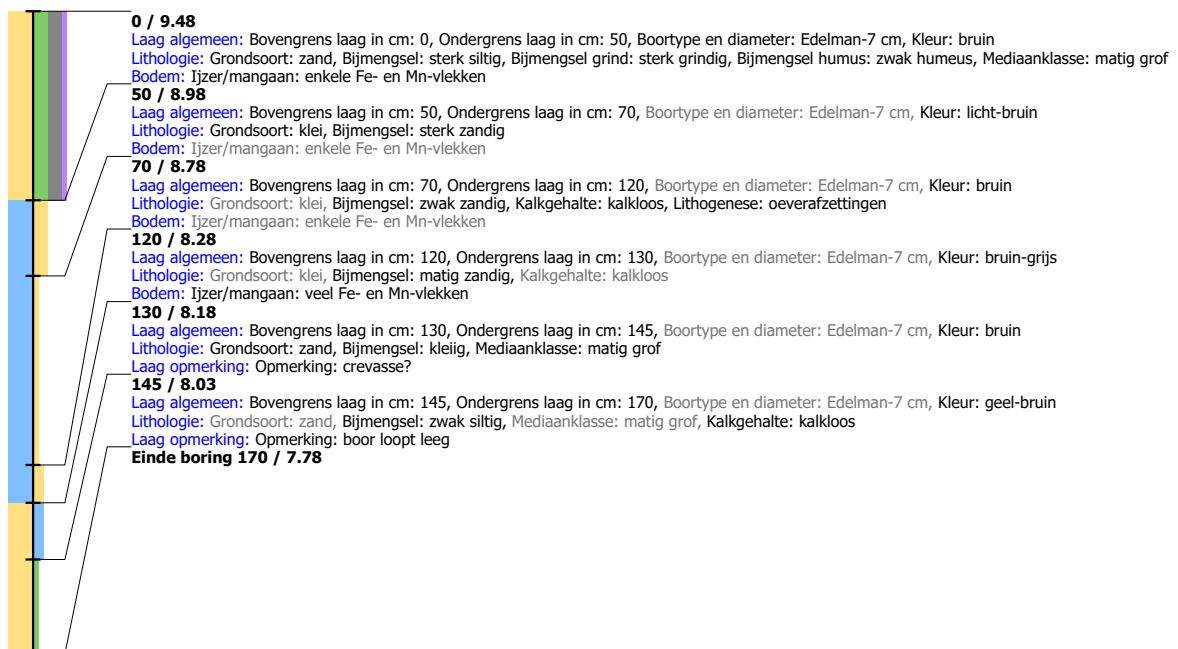 0 / 9.48
Laag algemeen: Bovengrens laag in cm: 0, Ondergrens laag in cm: 50, Boortype en diameter: Edelman-7 cm, Kleur: bruin
Lithologie: Grondsoort: zand, Bijmengsel: sterk siltig, Bijmengsel grind: sterk grindig, Bijmengsel humus: zwak humeus, Mediaanklasse: matig grof
Bodem: Ijzer/mangaan: enkele Fe- en Mn-vlekken
50 / 8.98
Laag algemeen: Bovengrens laag in cm: 50, Ondergrens laag in cm: 70, Boortype en diameter: Edelman-7 cm, Kleur: licht-bruin
Lithologie: Grondsoort: klei, Bijmengsel: sterk zandig
Bodem: Ijzer/mangaan: enkele Fe- en Mn-vlekken
70 / 8.78
Laag algemeen: Bovengrens laag in cm: 70, Ondergrens laag in cm: 120, Boortype en diameter: Edelman-7 cm, Kleur: bruin
Lithologie: Grondsoort: klei, Bijmengsel: zwak zandig, Kalkgehalte: kalkloos, Lithogenese: oeverafzettingen
Bodem: Ijzer/mangaan: enkele Fe- en Mn-vlekken
120 / 8.28
Laag algemeen: Bovengrens laag in cm: 120, Ondergrens laag in cm: 130, Boortype en diameter: Edelman-7 cm, Kleur: bruin-grijs
Lithologie: Grondsoort: klei, Bijmengsel: matig zandig, Kalkgehalte: kalkloos
Bodem: Ijzer/mangaan: veel Fe- en Mn-vlekken
130 / 8.18
Laag algemeen: Bovengrens laag in cm: 130, Ondergrens laag in cm: 145, Boortype en diameter: Edelman-7 cm, Kleur: bruin
Lithologie: Grondsoort: zand, Bijmengsel: kleiig, Mediaanklasse: matig grof
Laag opmerking: Opmerking: crevasse?
145 / 8.03
Laag algemeen: Bovengrens laag in cm: 145, Ondergrens laag in cm: 170, Boortype en diameter: Edelman-7 cm, Kleur: geel-bruin
Lithologie: Grondsoort: zand, Bijmengsel: zwak siltig, Mediaanklasse: matig grof, Kalkgehalte: kalkloos
Laag opmerking: Opmerking: boor loopt leeg
Einde boring 170 / 7.78